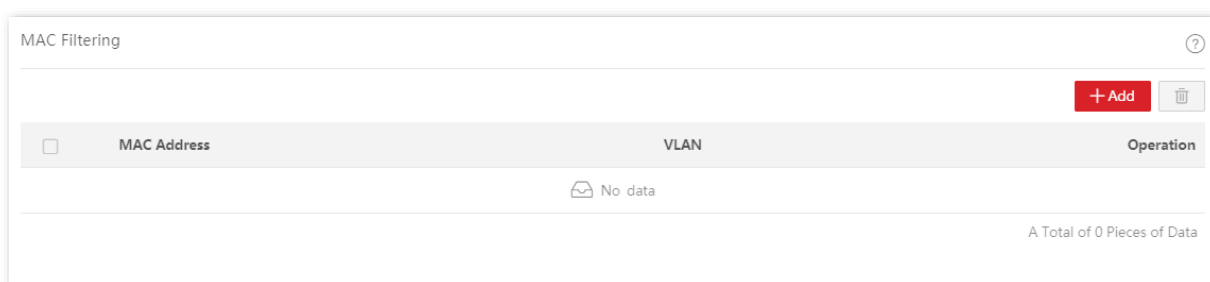 MAC Filtering
?
+ Add
MAC Address VLAN Operation
No data
A Total of 0 Pieces of Data